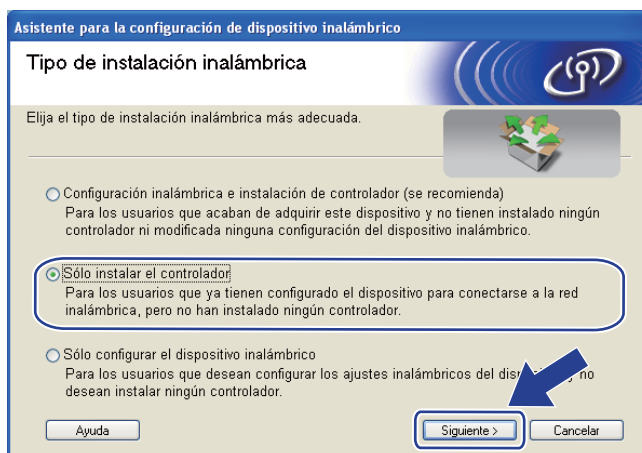 Asistente para la configuración de dispositivo inalámbrico
Tipo de instalación inalámbrica
Elija el tipo de instalación inalámbrica más adecuada.
Configuración inalámbrica e instalación de controlador (se recomienda)
Para los usuarios que acaban de adquirir este dispositivo y no tienen instalado ningún
controlador ni modificada ninguna configuración del dispositivo inalámbrico.
Sólo instalar el controlador
Para los usuarios que ya tienen configurado el dispositivo para conectarse a la red
inalámbrica, pero no han instalado ningún controlador.
Sólo configurar el dispositivo inalámbrico
Para los usuarios que desean configurar los ajustes inalámbricos del no
desean instalar ningún controlador.
Ayuda
Siguiente >
Cancelar